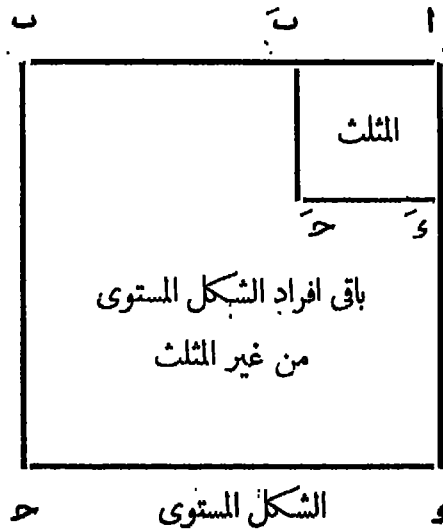 ا بَ ب
المثلث
ءَ حَ
باقى افراد الشكل المستوى
من غير المثلث
ء الشكل المستوى ح